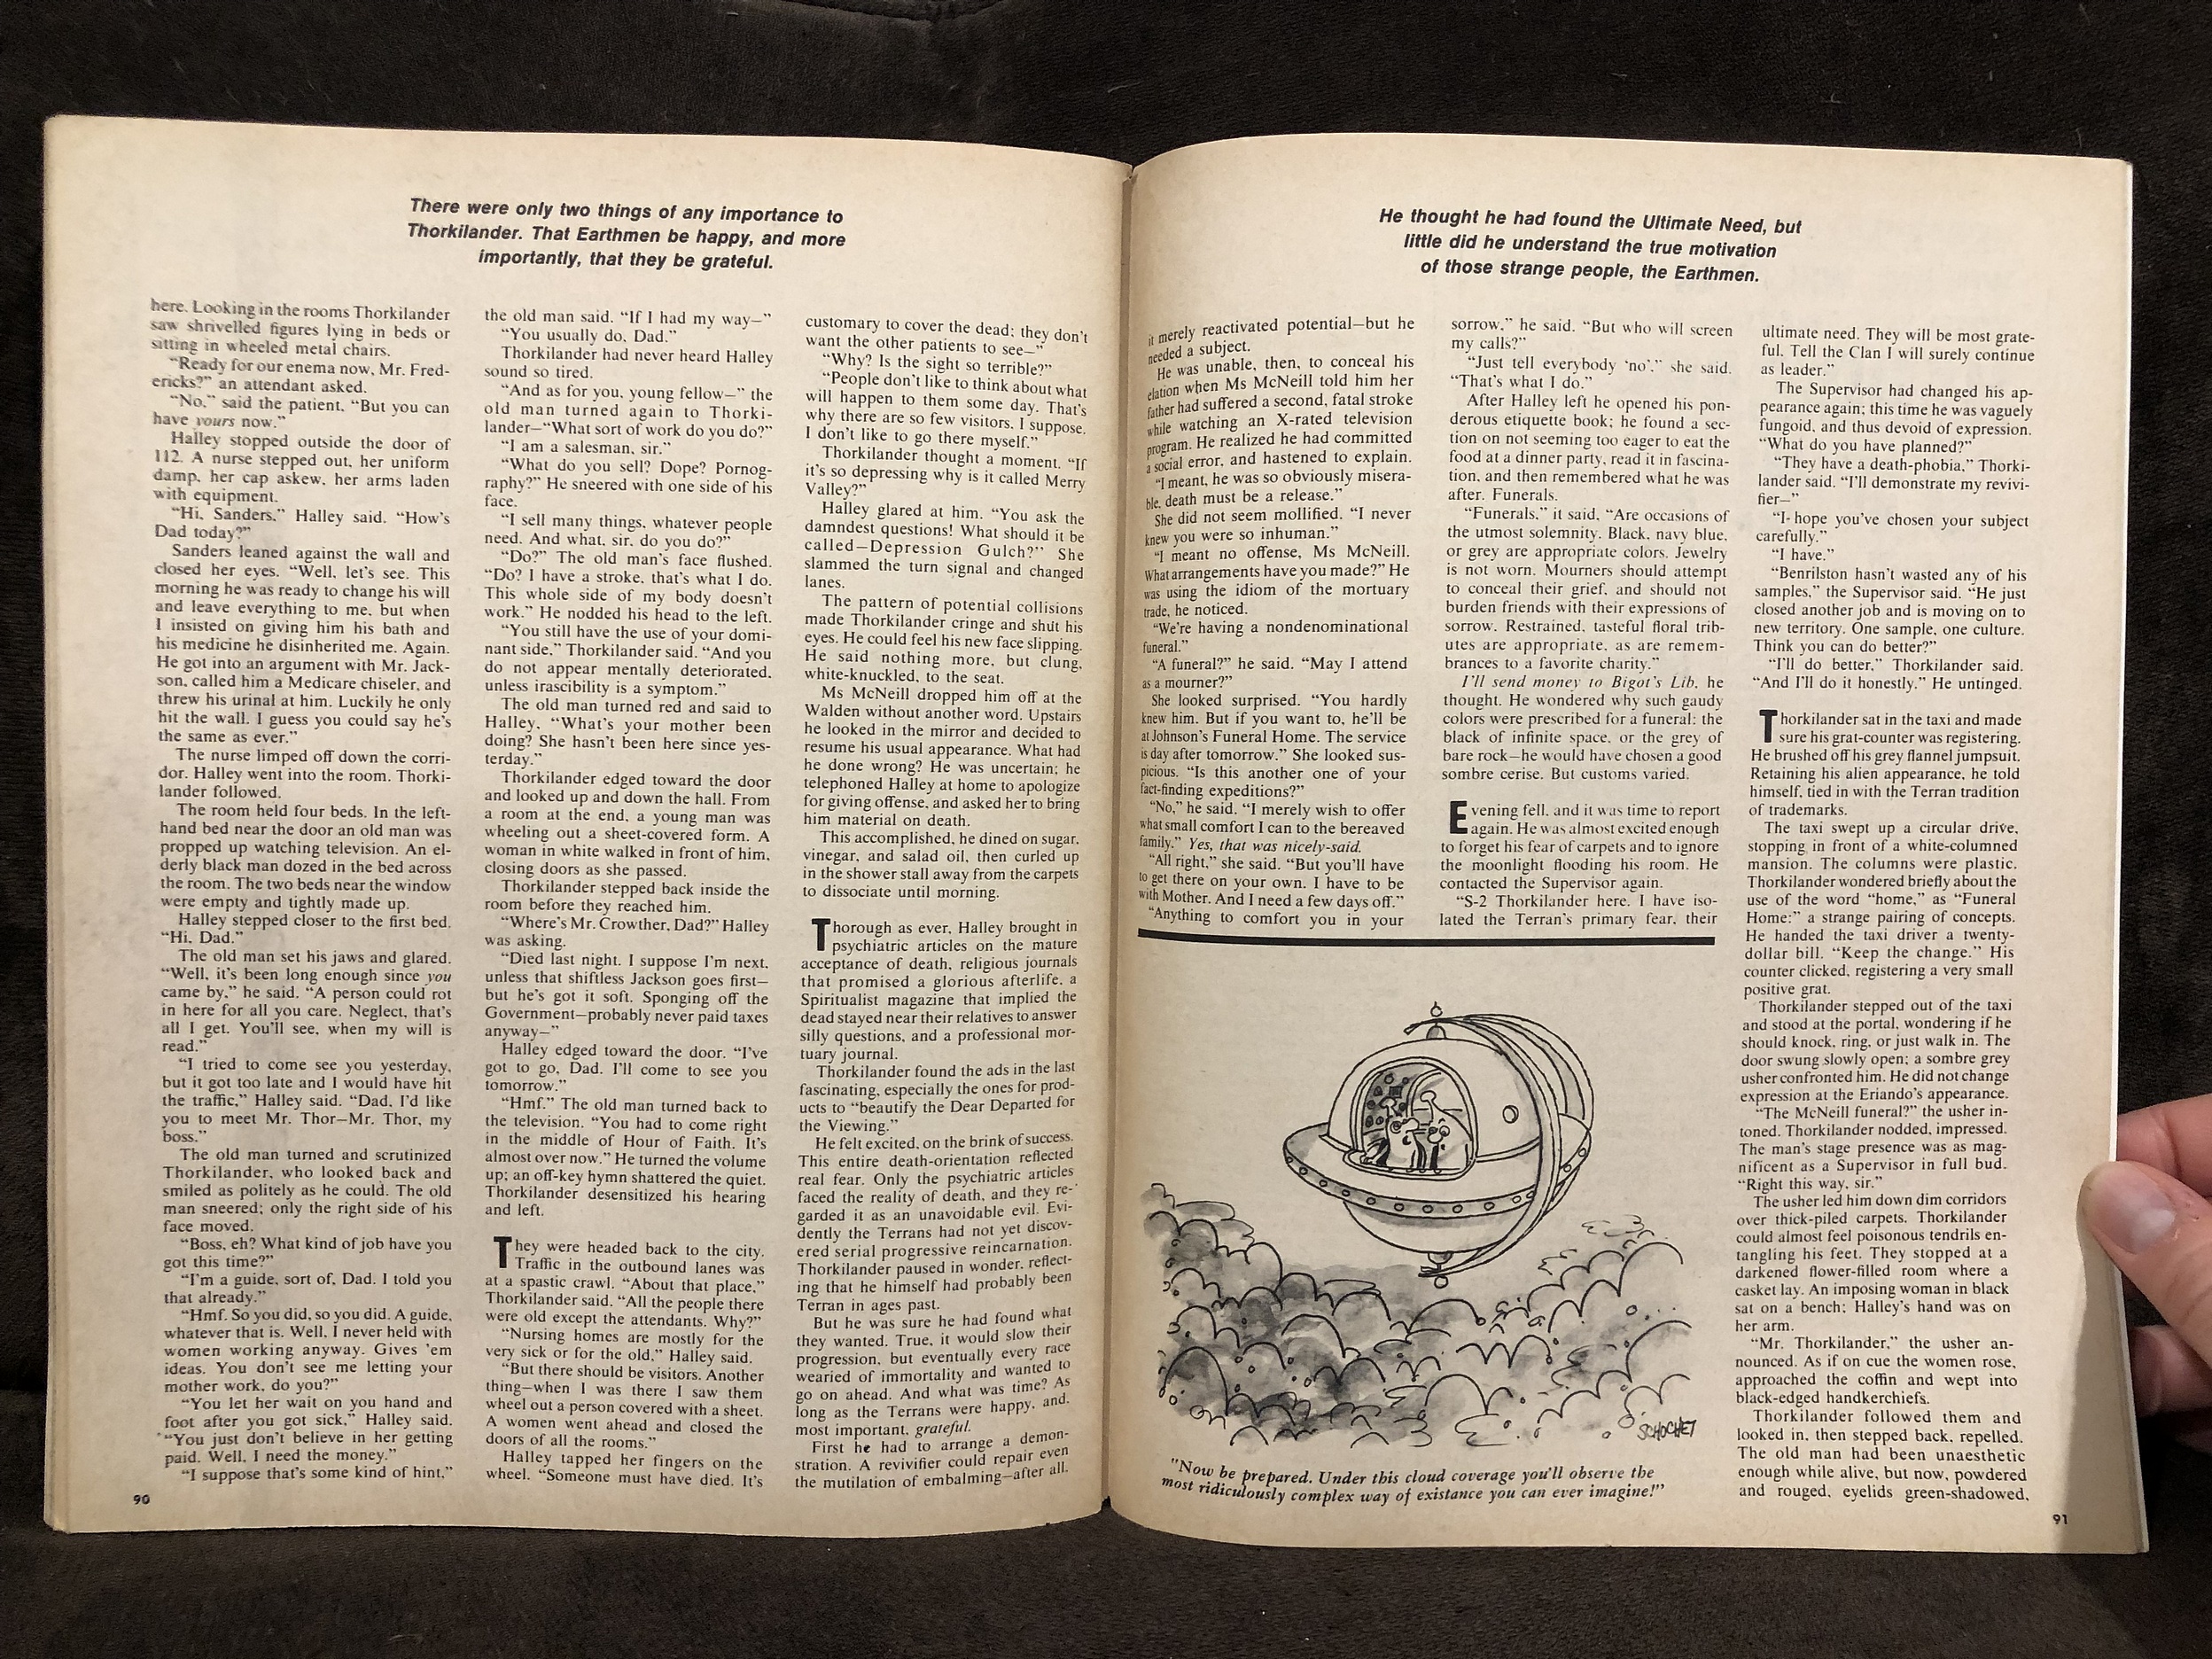 There were only two things of any importance to
Thorkilander. That Earthmen be happy, and more
importantly, that they be grateful.
here. Looking in the rooms Thorkilander
saw shrivelled figures lying in beds or
sitting in wheeled metal chairs.
“Ready for our enema now, Mr. Fred-
ericks?” an attendant asked.
“No,” said the patient, “But you can
have yours now.”
Halley stopped outside the door of
112. A nurse stepped out, her uniform
damp, her cap askew, her arms laden
with equipment.
“Hi, Sanders,” Halley said. “How’s
Dad today?”
Sanders leaned against the wall and
closed her eyes. “Well, let’s see. This
morning he was ready to change his will
and leave everything to me, but when
I insisted on giving him his bath and
his medicine he disinherited me. Again.
He got into an argument with Mr. Jack-
son, called him a Medicare chiseler, and
threw his urinal at him. Luckily he only
hit the wall. I guess you could say he’s
the same as ever.”
The nurse limped off down the corri-
dor. Halley went into the room. Thorki-
lander followed.
The room held four beds. In the left-
hand bed near the door an old man was
propped up watching television. An el-
derly black man dozed in the bed across
the room. The two beds near the window
were empty and tightly made up.
Halley stepped closer to the first bed.
“Hi, Dad.”
The old man set his jaws and glared.
“Well, it’s been long enough since you
came by,” he said. “A person could rot
in here for all you care. Neglect, that’s
all I get. You’ll see, when my will is
read.”
“I tried to come see you yesterday,
but it got too late and I would have hit
the traffic,” Halley said. “Dad, I’d like
you to meet Mr. Thor—Mr. Thor, my
boss.”
The old man turned and scrutinized
Thorkilander, who looked back and
smiled as politely as he could. The old
man sneered; only the right side of his
face moved.
“Boss, eh? What kind of job have you
got this time?”
“I’m a guide, sort of, Dad. I told you
that already.”
“Hmf. So you did, so you did. A guide,
whatever that is. Well, I never held with
women working anyway. Gives ’em
ideas. You don’t see me letting your
mother work, do you?”
“You let her wait on you hand and
foot after you got sick,” Halley said.
“You just don’t believe in her getting
paid. Well, I need the money.”
“I suppose that’s some kind of hint,”
90
the old man said. “If I had my way—”
“You usually do, Dad.”
Thorkilander had never heard Halley
sound so tired.
“And as for you, young fellow—” the
old man turned again to Thorki-
lander—“What sort of work do you do?”
“I am a salesman, sir.”
“What do you sell? Dope? Pornog-
raphy?” He sneered with one side of his
face.
“I sell many things, whatever people
need. And what, sir, do you do?”
“Do?” The old man’s face flushed.
“Do? I have a stroke, that’s what I do.
This whole side of my body doesn’t
work.” He nodded his head to the left.
“You still have the use of your domi-
nant side,” Thorkilander said. “And you
do not appear mentally deteriorated,
unless irascibility is a symptom.”
The old man turned red and said to
Halley, “What’s your mother been
doing? She hasn’t been here since yes-
terday.”
Thorkilander edged toward the door
and looked up and down the hall. From
a room at the end, a young man was
wheeling out a sheet-covered form. A
woman in white walked in front of him,
closing doors as she passed.
Thorkilander stepped back inside the
room before they reached him.
“Where’s Mr. Crowther, Dad?” Halley
was asking.
“Died last night. I suppose I’m next,
unless that shiftless Jackson goes first—
but he’s got it soft. Sponging off the
Government—probably never paid taxes
anyway—”
Halley edged toward the door. “I’ve
got to go, Dad. I’ll come to see you
tomorrow.”
“Hmf.” The old man turned back to
the television. “You had to come right
in the middle of Hour of Faith. It’s
almost over now.” He turned the volume
up; an off-key hymn shattered the quiet.
Thorkilander desensitized his hearing
and left.
They were headed back to the city.
Traffic in the outbound lanes was
at a spastic crawl. “About that place,”
Thorkilander said. “All the people there
were old except the attendants. Why?”
“Nursing homes are mostly for the
very sick or for the old,” Halley said.
“But there should be visitors. Another
thing—when I was there I saw them
wheel out a person covered with a sheet.
A women went ahead and closed the
doors of all the rooms.”
Halley tapped her fingers on the
wheel. “Someone must have died. It’s
customary to cover the dead; they don’t
want the other patients to see—”
“Why? Is the sight so terrible?”
“People don’t like to think about what
will happen to them some day. That’s
why there are so few visitors, I suppose.
I don’t like to go there myself.”
Thorkilander thought a moment. “If
it’s so depressing why is it called Merry
Valley?”
Halley glared at him. “You ask the
damndest questions! What should it be
called—Depression Gulch?” She
slammed the turn signal and changed
lanes.
The pattern of potential collisions
made Thorkilander cringe and shut his
eyes. He could feel his new face slipping.
He said nothing more, but clung,
white-knuckled, to the seat.
Ms McNeill dropped him off at the
Walden without another word. Upstairs
he looked in the mirror and decided to
resume his usual appearance. What had
he done wrong? He was uncertain; he
telephoned Halley at home to apologize
for giving offense, and asked her to bring
him material on death.
This accomplished, he dined on sugar,
vinegar, and salad oil, then curled up
in the shower stall away from the carpets
to dissociate until morning.
Thorough as ever, Halley brought in
psychiatric articles on the mature
acceptance of death, religious journals
that promised a glorious afterlife, a
Spiritualist magazine that implied the
dead stayed near their relatives to answer
silly questions, and a professional mor-
tuary journal.
Thorkilander found the ads in the last
fascinating, especially the ones for prod-
ucts to “beautify the Dear Departed for
the Viewing.”
He felt excited, on the brink of success.
This entire death-orientation reflected
real fear. Only the psychiatric articles
faced the reality of death, and they re-
garded it as an unavoidable evil. Evi-
dently the Terrans had not yet discov-
ered serial progressive reincarnation.
Thorkilander paused in wonder, reflect-
ing that he himself had probably been
Terran in ages past.
But he was sure he had found what
they wanted. True, it would slow their
progression, but eventually every race
wearied of immortality and wanted to
go on ahead. And what was time? As
long as the Terrans were happy, and,
most important, grateful.
First he had to arrange a demon-
stration. A revivifier could repair even
the mutilation of embalming—after all,
He thought he had found the Ultimate Need, but
little did he understand the true motivation
of those strange people, the Earthmen.
it merely reactivated potential—but he
needed a subject.
He was unable, then, to conceal his
elation when Ms McNeill told him her
father had suffered a second, fatal stroke
while watching an X-rated television
program. He realized he had committed
a social error, and hastened to explain.
“I meant, he was so obviously misera-
ble, death must be a release.”
She did not seem mollified. “I never
knew you were so inhuman.”
“I meant no offense, Ms McNeill.
What arrangements have you made?” He
was using the idiom of the mortuary
trade, he noticed.
“We’re having a nondenominational
funeral.”
“A funeral?” he said. “May I attend
as a mourner?”
She looked surprised. “You hardly
knew him. But if you want to, he’ll be
at Johnson’s Funeral Home. The service
is day after tomorrow.” She looked sus-
picious. “Is this another one of your
fact-finding expeditions?”
“No,” he said. “I merely wish to offer
what small comfort I can to the bereaved
family.” Yes, that was nicely-said.
“All right,” she said. “But you’ll have
to get there on your own. I have to be
with Mother. And I need a few days off.”
“Anything to comfort you in your
sorrow,” he said. “But who will screen
my calls?”
“Just tell everybody ‘no’,” she said.
“That’s what I do.”
After Halley left he opened his pon-
derous etiquette book; he found a sec-
tion on not seeming too eager to eat the
food at a dinner party, read it in fascina-
tion, and then remembered what he was
after. Funerals.
“Funerals,” it said, “Are occasions of
the utmost solemnity. Black, navy blue,
or grey are appropriate colors. Jewelry
is not worn. Mourners should attempt
to conceal their grief, and should not
burden friends with their expressions of
sorrow. Restrained, tasteful floral trib-
utes are appropriate, as are remem-
brances to a favorite charity.”
I’ll send money to Bigot’s Lib, he
thought. He wondered why such gaudy
colors were prescribed for a funeral: the
black of infinite space, or the grey of
bare rock—he would have chosen a good
sombre cerise. But customs varied.
Evening fell, and it was time to report
again. He was almost excited enough
to forget his fear of carpets and to ignore
the moonlight flooding his room. He
contacted the Supervisor again.
“S-2 Thorkilander here. I have iso-
lated the Terran’s primary fear, their
SCHOCHET
"Now be prepared. Under this cloud coverage you'll observe the
most ridiculously complex way of existance you can ever imagine!"
ultimate need. They will be most grate-
ful. Tell the Clan I will surely continue
as leader.”
The Supervisor had changed his ap-
pearance again; this time he was vaguely
fungoid, and thus devoid of expression.
“What do you have planned?”
“They have a death-phobia,” Thorki-
lander said. “I’ll demonstrate my revivi-
fier—”
“I hope you’ve chosen your subject
carefully.”
“I have.”
“Benrilston hasn’t wasted any of his
samples,” the Supervisor said. “He just
closed another job and is moving on to
new territory. One sample, one culture.
Think you can do better?”
“I’ll do better,” Thorkilander said.
“And I’ll do it honestly.” He untinged.
Thorkilander sat in the taxi and made
sure his grat-counter was registering.
He brushed off his grey flannel jumpsuit.
Retaining his alien appearance, he told
himself, tied in with the Terran tradition
of trademarks.
The taxi swept up a circular drive,
stopping in front of a white-columned
mansion. The columns were plastic.
Thorkilander wondered briefly about the
use of the word “home,” as “Funeral
Home:” a strange pairing of concepts.
He handed the taxi driver a twenty-
dollar bill. “Keep the change.” His
counter clicked, registering a very small
positive grat.
Thorkilander stepped out of the taxi
and stood at the portal, wondering if he
should knock, ring, or just walk in. The
door swung slowly open; a sombre grey
usher confronted him. He did not change
expression at the Eriando’s appearance.
“The McNeill funeral?” the usher in-
toned. Thorkilander nodded, impressed.
The man’s stage presence was as mag-
nificent as a Supervisor in full bud.
“Right this way, sir.”
The usher led him down dim corridors
over thick-piled carpets. Thorkilander
could almost feel poisonous tendrils en-
tangling his feet. They stopped at a
darkened flower-filled room where a
casket lay. An imposing woman in black
sat on a bench; Halley’s hand was on
her arm.
“Mr. Thorkilander,” the usher an-
nounced. As if on cue the women rose,
approached the coffin and wept into
black-edged handkerchiefs.
Thorkilander followed them and
looked in, then stepped back, repelled.
The old man had been unaesthetic
enough while alive, but now, powdered
and rouged, eyelids green-shadowed,
91